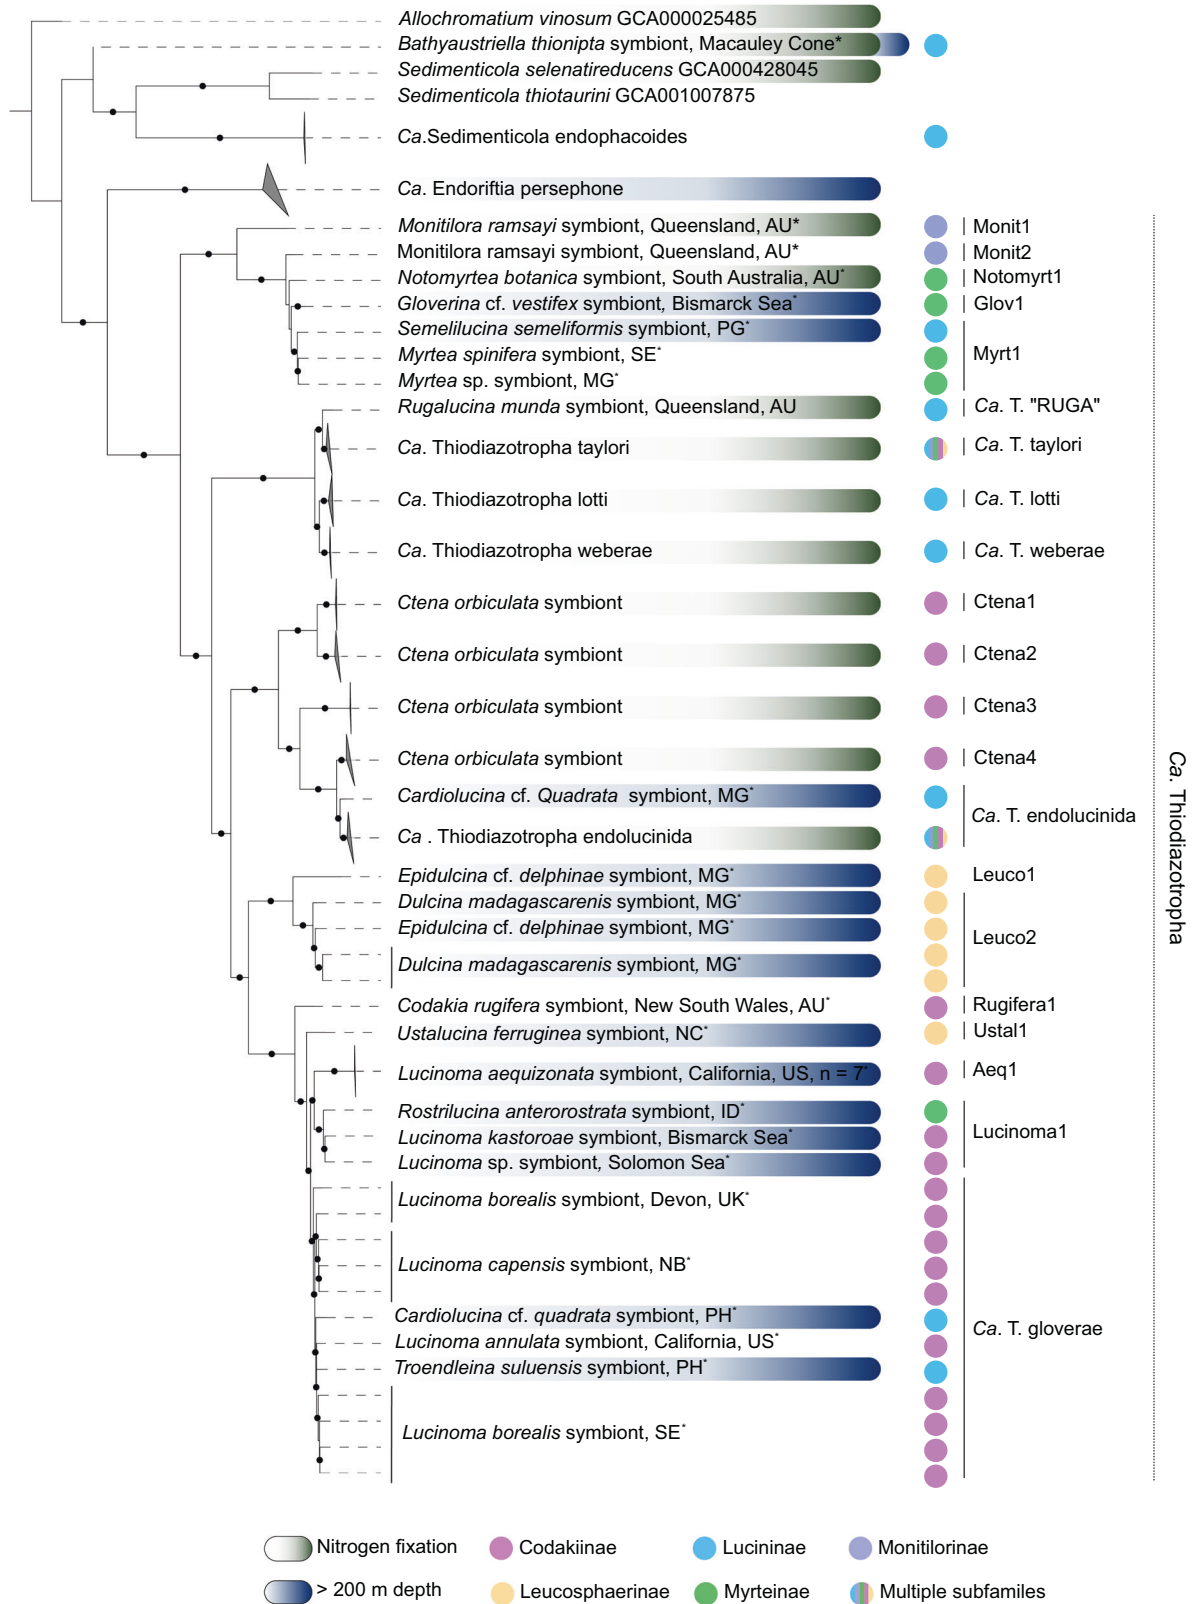 Allochromatium vinosum GCA000025485
Bathyaustriella thionipta symbiont, Macauley Cone*
Sedimenticola selenatireducens GCA000428045
Sedimenticola thiotaurini GCA001007875
Ca.Sedimenticola endophacoides
Ca. Endoriftia persephone
Monitilora ramsayi symbiont, Queensland, AU* Monit1
Monitilora ramsayi symbiont, Queensland, AU* Monit2
Notomyrtea botanica symbiont, South Australia, AU* Notomyrt1
Gloverina cf. vestifex symbiont, Bismarck Sea* Glov1
Semelilucina semeliformis symbiont, PG*
Myrtea spinifera symbiont, SE* Myrt1
Myrtea sp. symbiont, MG*
Rugalucina munda symbiont, Queensland, AU Ca. T. "RUGA"
Ca. Thiodiazotropha taylori Ca. T. taylori
Ca. Thiodiazotropha lotti Ca. T. lotti
Ca. Thiodiazotropha weberae Ca. T. weberae
Ctena orbiculata symbiont Ctena1
Ctena orbiculata symbiont Ctena2
Ctena orbiculata symbiont Ctena3
Ctena orbiculata symbiont Ctena4
Cardiolucina cf. Quadrata symbiont, MG*
Ca. T. endolucinida
Ca . Thiodiazotropha endolucinida
Ca. Thiodiazotropha
Epidulcina cf. delphinae symbiont, MG* Leuco1
Dulcina madagascarenis symbiont, MG*
Epidulcina cf. delphinae symbiont, MG*
Leuco2
Dulcina madagascarenis symbiont, MG*
Codakia rugifera symbiont, New South Wales, AU* Rugifera1
Ustalucina ferruginea symbiont, NC* Ustal1
Lucinoma aequizonata symbiont, California, US, n = 7* Aeq1
Rostrilucina anterorostrata symbiont, ID*
Lucinoma kastoroae symbiont, Bismarck Sea* Lucinoma1
Lucinoma sp. symbiont, Solomon Sea*
Lucinoma borealis symbiont, Devon, UK*
Lucinoma capensis symbiont, NB*
Cardiolucina cf. quadrata symbiont, PH*
Ca. T. gloverae
Lucinoma annulata symbiont, California, US*
Troendleina suluensis symbiont, PH*
Lucinoma borealis symbiont, SE*
Nitrogen fixation Codakiinae Lucininae Monitilorinae
> 200 m depth Leucosphaerinae Myrteinae Multiple subfamiles